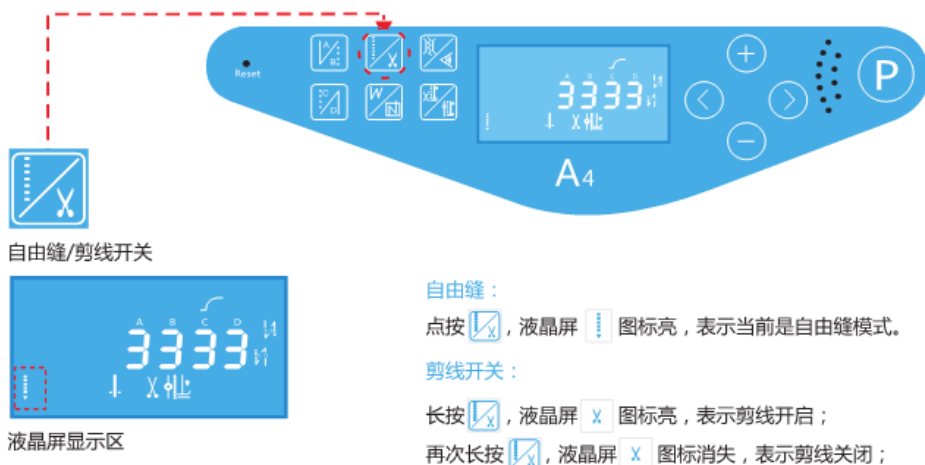 Reset
A B C D
3333
A4
P
自由缝/剪线开关
A B C D
3333
液晶屏显示区
自由缝：
点按，液晶屏图标亮，表示当前是自由缝模式。
剪线开关：
长按，液晶屏图标亮，表示剪线开启；
再次长按，液晶屏图标消失，表示剪线关闭；